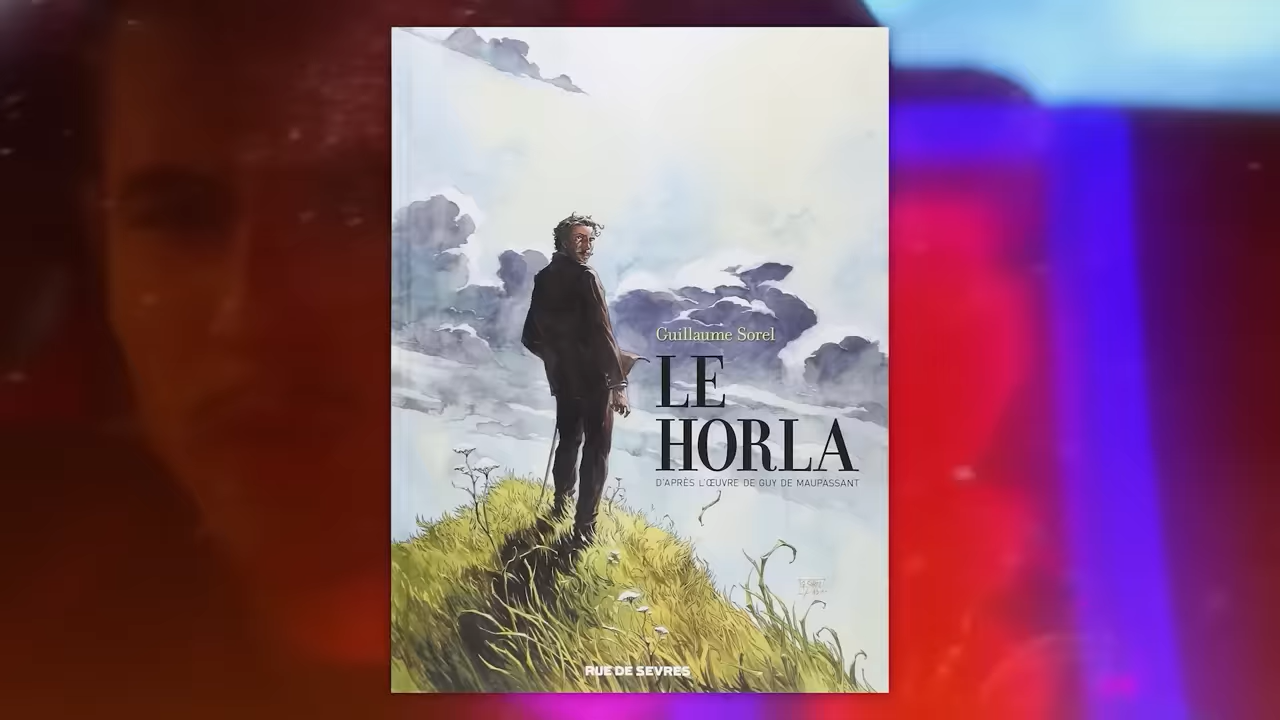 Guillaume Sorel
LE
HORLA
D'APRÈS L'ŒUVRE DE GUY DE MAUPASSANT
RUE DE SEVRES